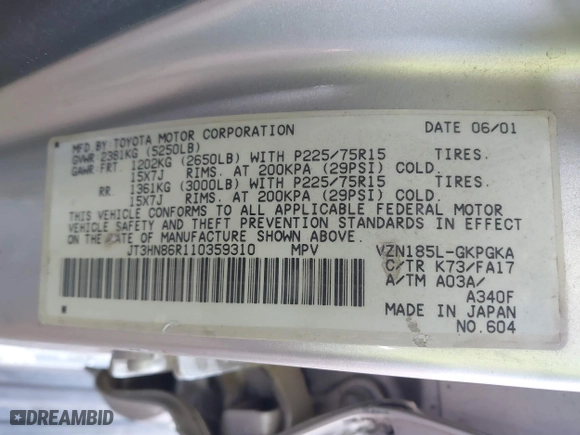 MFD. BY TOYOTA MOTOR CORPORATION DATE 06/01
GVWR 2381KG (5250LB)
GAWR FRT. 1202KG (2650LB) WITH P225/75R15 TIRES.
15X7J RIMS. AT 200KPA (29PSI) COLD.
RR. 1361KG (3000LB) WITH P225/75R15 TIRES.
15X7J RIMS. AT 200KPA (29PSI) COLD.
THIS VEHICLE CONFORMS TO ALL APPLICABLE FEDERAL MOTOR
VEHICLE SAFETY AND THEFT PREVENTION STANDARDS IN EFFECT
ON THE DATE OF MANUFACTURE SHOWN ABOVE.
JT3HN86R110359310 MPV VZN185L-GKPGKA
C/TR K73/FA17
A/TM A03A/
A340F
MADE IN JAPAN
NO.604
DREAMBID